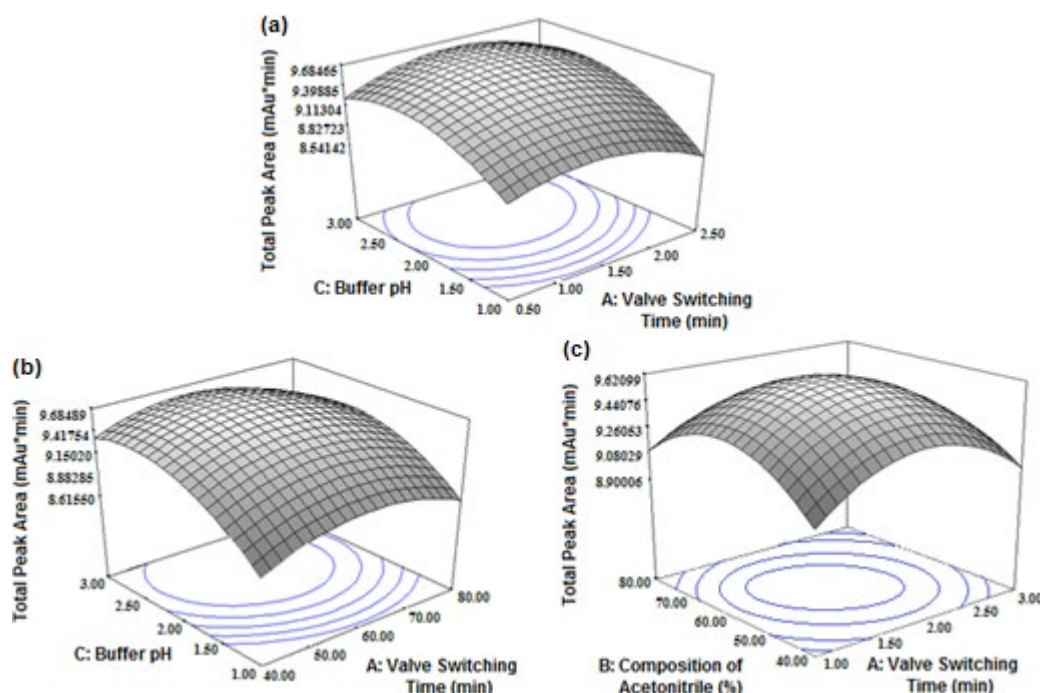 (a)
Total Peak Area (mAu*min)
9.68466
9.39885
9.11304
8.82723
8.54142
3.00
2.50
2.00
1.50
1.00
C: Buffer pH
0.50
1.00
1.50
2.00
2.50
A: Valve Switching
Time (min)
(b)
Total Peak Area (mAu*min)
9.68489
9.41754
9.15020
8.88285
8.61550
3.00
2.50
2.00
1.50
1.00
C: Buffer pH
40.00
50.00
60.00
70.00
80.00
A: Valve Switching
Time (min)
(c)
Total Peak Area (mAu*min)
9.62099
9.44076
9.26053
9.08029
8.90006
80.00
70.00
60.00
50.00
40.00
B: Composition of
Acetonitrile (%)
1.00
1.50
2.00
2.50
3.00
A: Valve Switching
Time (min)